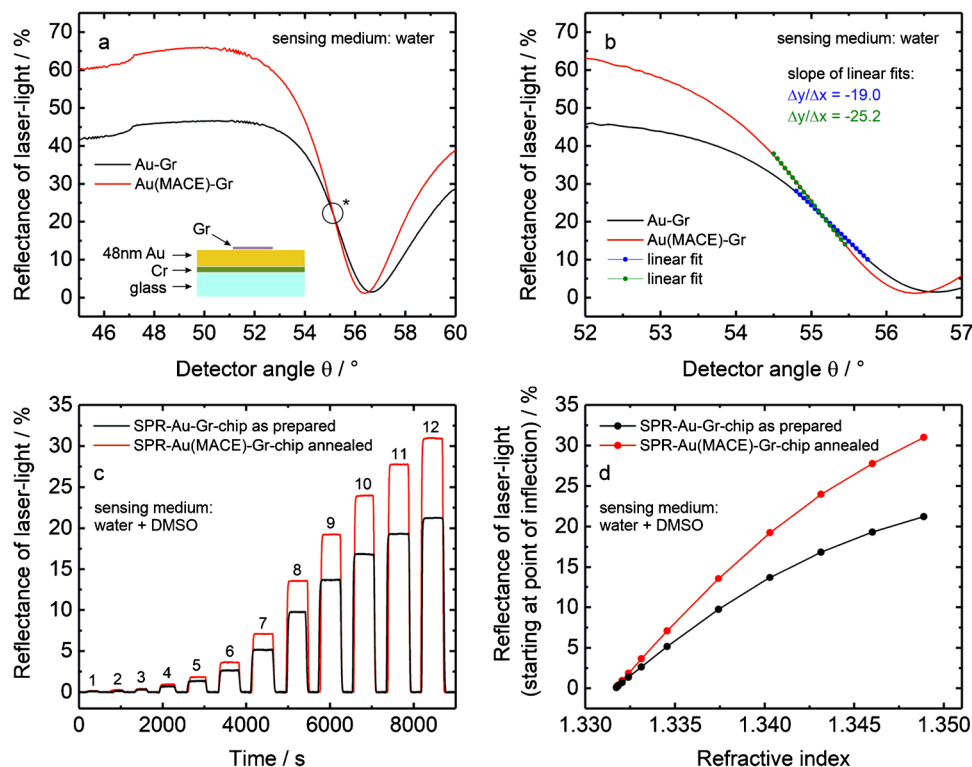 a
sensing medium: water
Reflectance of laser-light / %
70
60
50
40
30
20
10
0
Au-Gr
Au(MACE)-Gr
*
Gr
48nm Au
Cr
glass
46 48 50 52 54 56 58 60
Detector angle θ / °
b
sensing medium: water
slope of linear fits:
Δy/Δx = -19.0
Δy/Δx = -25.2
Reflectance of laser-light / %
70
60
50
40
30
20
10
0
Au-Gr
Au(MACE)-Gr
linear fit
linear fit
52 53 54 55 56 57
Detector angle θ / °
Reflectance of laser-light / %
35
30
25
20
15
10
5
0
SPR-Au-Gr-chip as prepared
SPR-Au(MACE)-Gr-chip annealed
c
sensing medium:
water + DMSO
1 2 3 4 5 6 7 8 9 10 11 12
0 2000 4000 6000 8000
Time / s
Reflectance of laser-light
(starting at point of inflection) / %
35
30
25
20
15
10
5
0
SPR-Au-Gr-chip as prepared
SPR-Au(MACE)-Gr-chip annealed
sensing medium:
water + DMSO
d
1.330 1.335 1.340 1.345 1.350
Refractive index